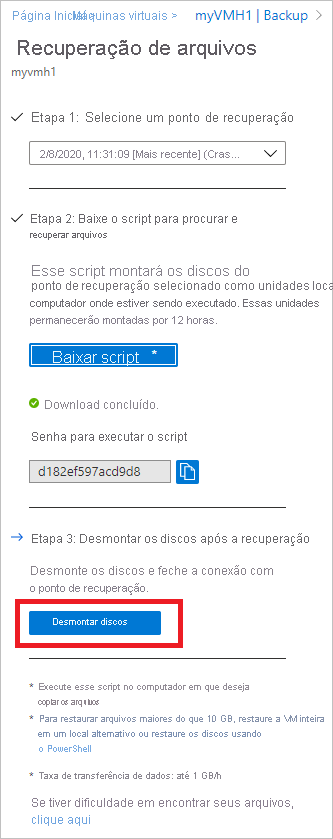 Página Inicial > Máquinas virtuais > myVMH1 | Backup >
Recuperação de arquivos
myvmh1
Etapa 1: Selecione um ponto de recuperação
2/8/2020, 11:31:09 [Mais recente] (Cras...
Etapa 2: Baixe o script para procurar e
recuperar arquivos
Esse script montará os discos do
ponto de recuperação selecionado como unidades loca
computador onde estiver sendo executado. Essas unidades
permanecerão montadas por 12 horas.
Baixar script *
Download concluído.
Senha para executar o script
d182ef597acd9d8
Etapa 3: Desmontar os discos após a recuperação
Desmonte os discos e feche a conexão com
o ponto de recuperação.
Desmontar discos
* Execute esse script no computador em que deseja
copiar os arquivos
* Para restaurar arquivos maiores do que 10 GB, restaure a VM inteira
em um local alternativo ou restaure os discos usando
o PowerShell
* Taxa de transferência de dados: até 1 GB/h
Se tiver dificuldade em encontrar seus arquivos,
clique aqui